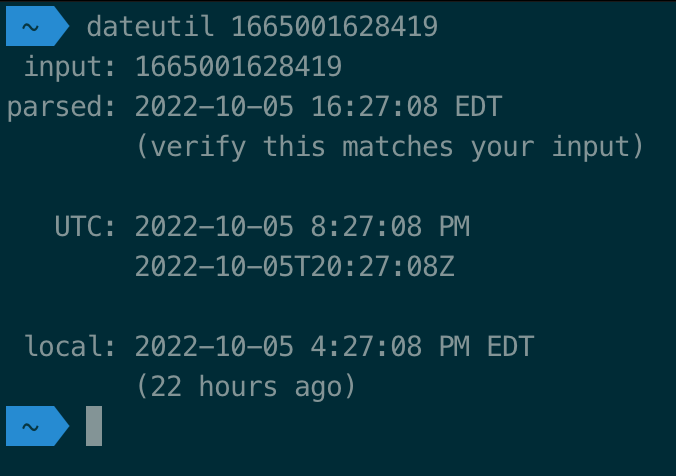 ~ dateutil 1665001628419
input: 1665001628419
parsed: 2022-10-05 16:27:08 EDT
(verify this matches your input)
UTC: 2022-10-05 8:27:08 PM
2022-10-05T20:27:08Z
local: 2022-10-05 4:27:08 PM EDT
(22 hours ago)
~